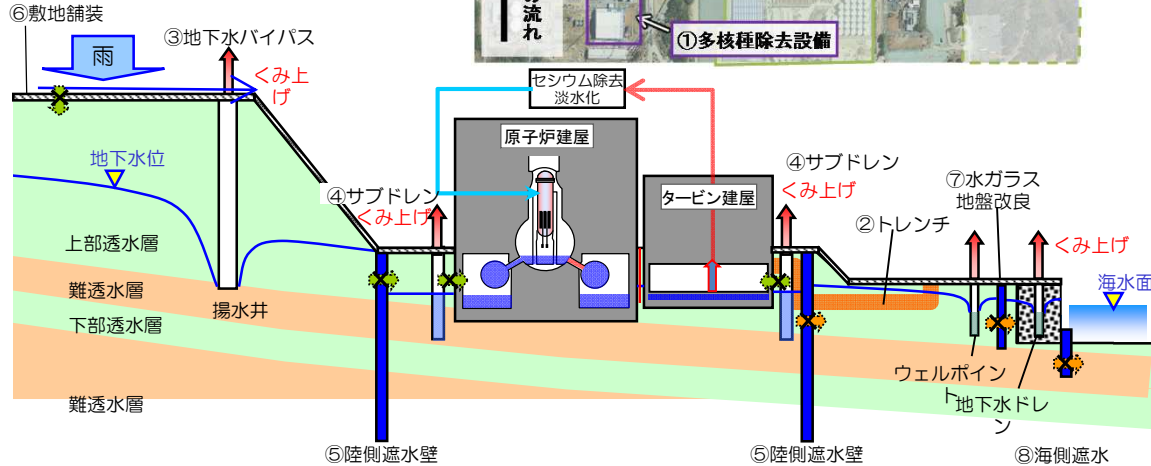 ⑥敷地舗装
の流れ
①多核種除去設備
雨
③地下水バイパス
くみ上
げ
セシウム除去
淡水化
原子炉建屋
地下水位
④サブドレン
くみ上げ
タービン建屋
④サブドレン
くみ上げ
⑦水ガラス
地盤改良
②トレンチ
くみ上げ
海水面
上部透水層
難透水層
揚水井
下部透水層
難透水層
ウェルポイン
ト
地下水ドレ
ン
⑤陸側遮水壁
⑤陸側遮水壁
⑧海側遮水